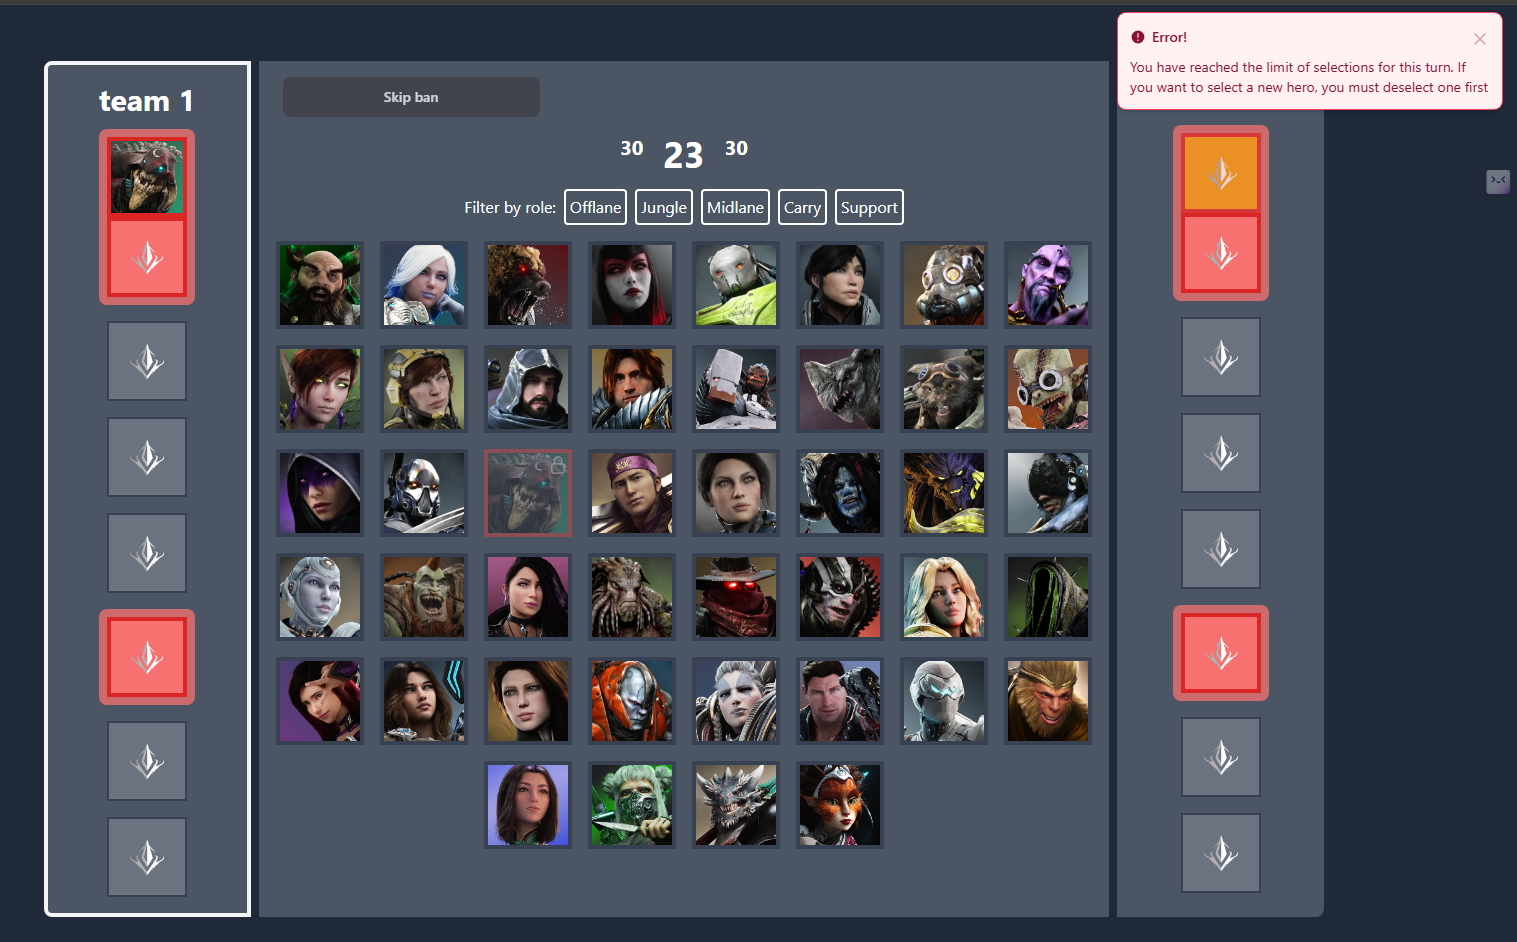 Error!
You have reached the limit of selections for this turn. If
you want to select a new hero, you must deselect one first
team 1
Skip ban
30 23 30
Filter by role: Offlane Jungle Midlane Carry Support